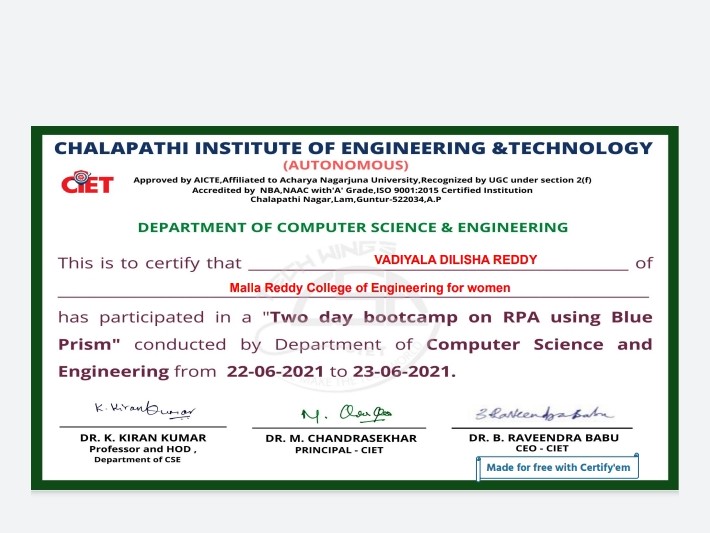 CHALAPATHI INSTITUTE OF ENGINEERING &TECHNOLOGY
(AUTONOMOUS)
CIET
Approved by AICTE,Affiliated to Acharya Nagarjuna University,Recognized by UGC under section 2(f)
Accredited by NBA,NAAC with'A' Grade,ISO 9001:2015 Certified Institution
Chalapathi Nagar,Lam,Guntur-522034,A.P
DEPARTMENT OF COMPUTER SCIENCE & ENGINEERING
TECH WINGS
This is to certify that VADIYALA DILISHA REDDY of
Malla Reddy College of Engineering for women
has participated in a "Two day bootcamp on RPA using Blue
Prism" conducted by Department of Computer Science and
CIET
Engineering from 22-06-2021 to 23-06-2021.
K. Kiran Kumar
DR. K. KIRAN KUMAR
Professor and HOD ,
Department of CSE
DR. M. CHANDRASEKHAR
PRINCIPAL - CIET
B Raveendra Babu
DR. B. RAVEENDRA BABU
CEO - CIET
Made for free with Certify'em